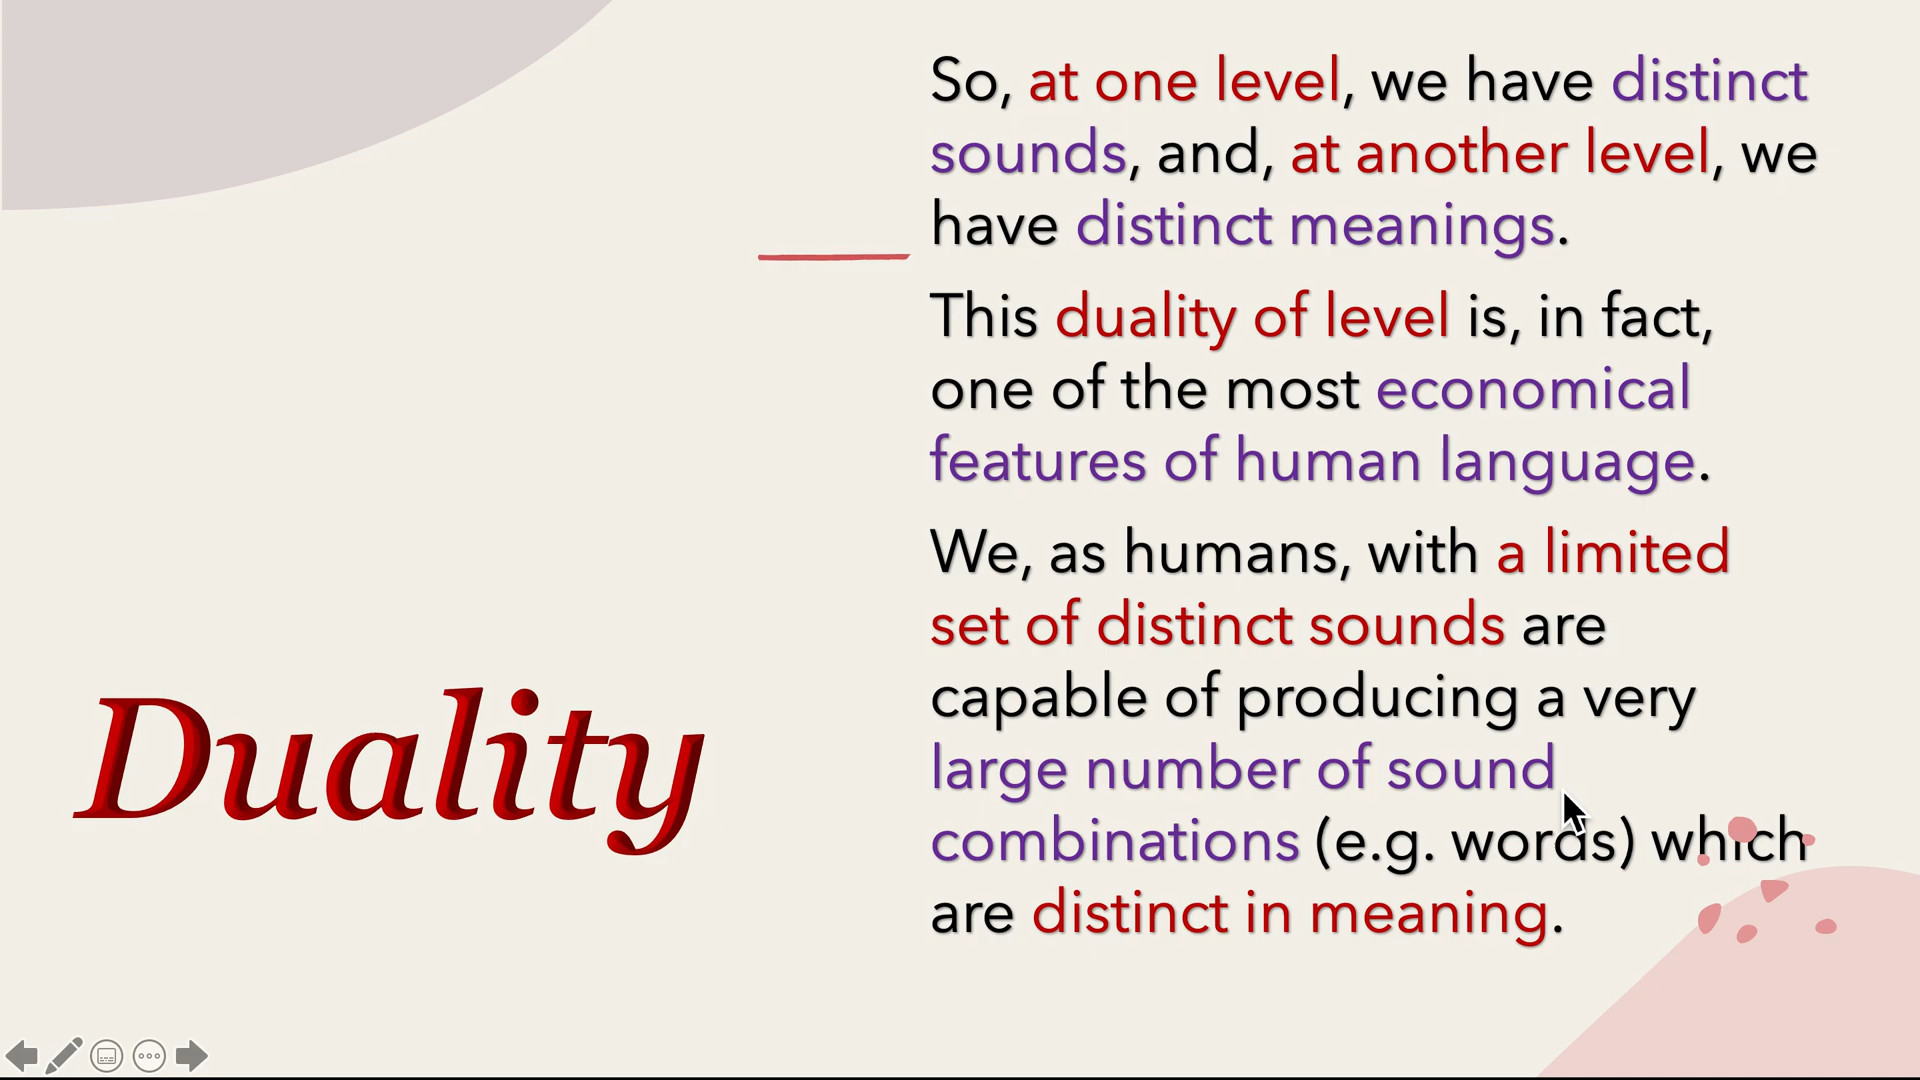 So, at one level, we have distinct
sounds, and, at another level, we
have distinct meanings.
This duality of level is, in fact,
one of the most economical
features of human language.
We, as humans, with a limited
set of distinct sounds are
capable of producing a very
large number of sound
combinations (e.g. words) which
are distinct in meaning.
Duality